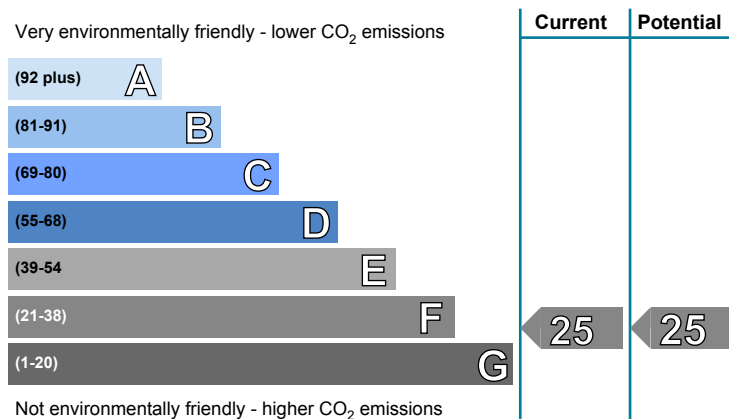 Current Potential
Very environmentally friendly - lower CO2 emissions
(92 plus) A
(81-91) B
(69-80) C
(55-68) D
(39-54 E
(21-38) F
25 25
(1-20) G
Not environmentally friendly - higher CO2 emissions